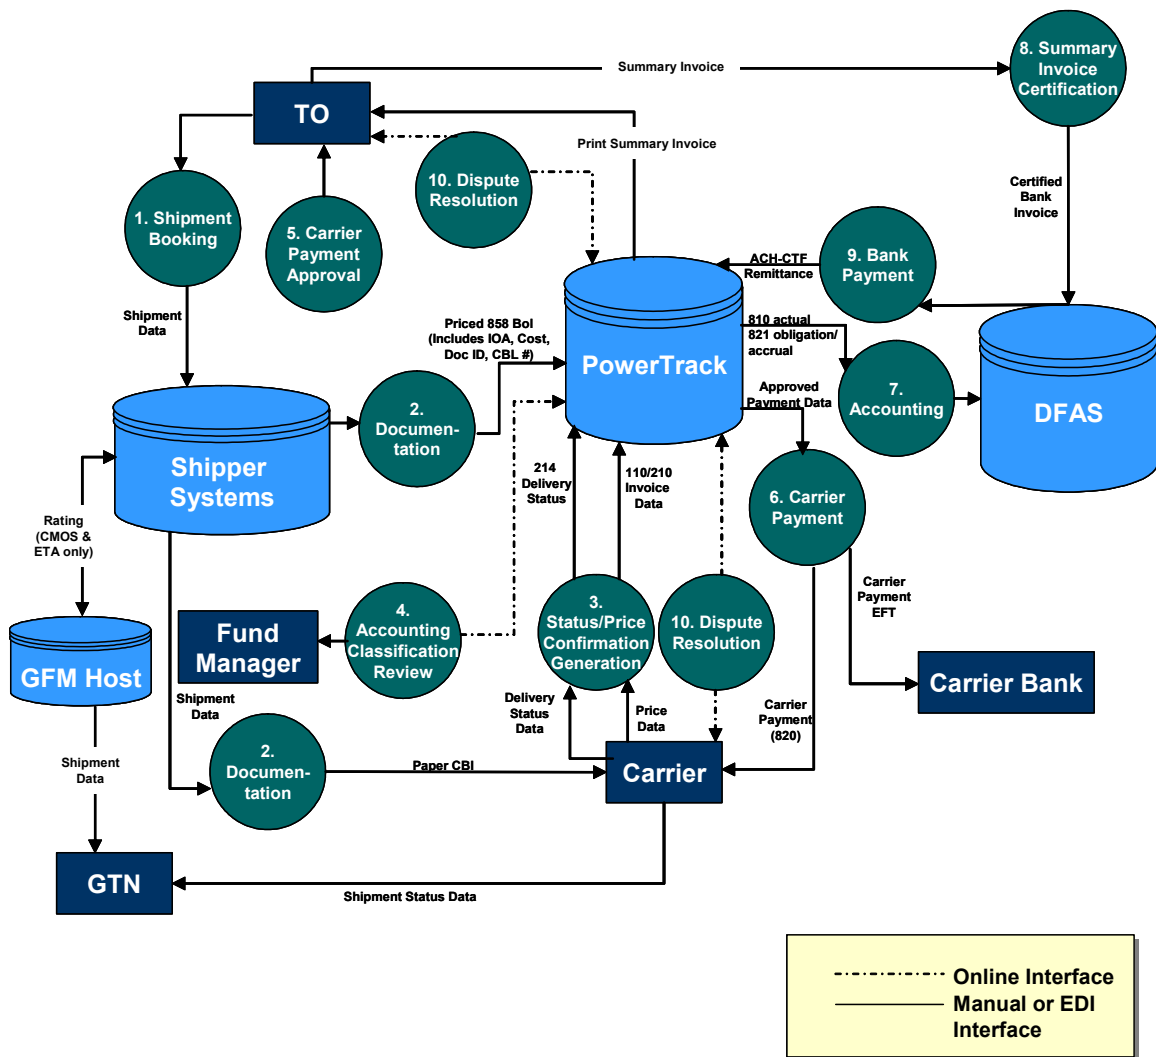 8. Summary
Invoice
Certification
Summary Invoice
TO
Print Summary Invoice
10. Dispute
Resolution
1. Shipment
Booking
5. Carrier
Payment
Approval
Certified
Bank
Invoice
ACH-CTF
Remittance
9. Bank
Payment
Shipment
Data
Priced 858 Bol
(Includes IOA, Cost,
Doc ID, CBL #)
810 actual
821 obligation/
accrual
PowerTrack
Approved
Payment Data
7.
Accounting
DFAS
2.
Documen-
tation
Shipper
Systems
214
Delivery
Status
110/210
Invoice
Data
6. Carrier
Payment
Rating
(CMOS &
ETA only)
Carrier
Payment
EFT
4.
Accounting
Classification
Review
3.
Status/Price
Confirmation
Generation
10. Dispute
Resolution
Fund
Manager
GFM Host
Carrier Bank
Shipment
Data
Delivery
Status
Data
Price
Data
Carrier
Payment
(820)
Shipment
Data
2.
Documen-
tation
Paper CBI
Carrier
GTN
Shipment Status Data
Online Interface
Manual or EDI
Interface